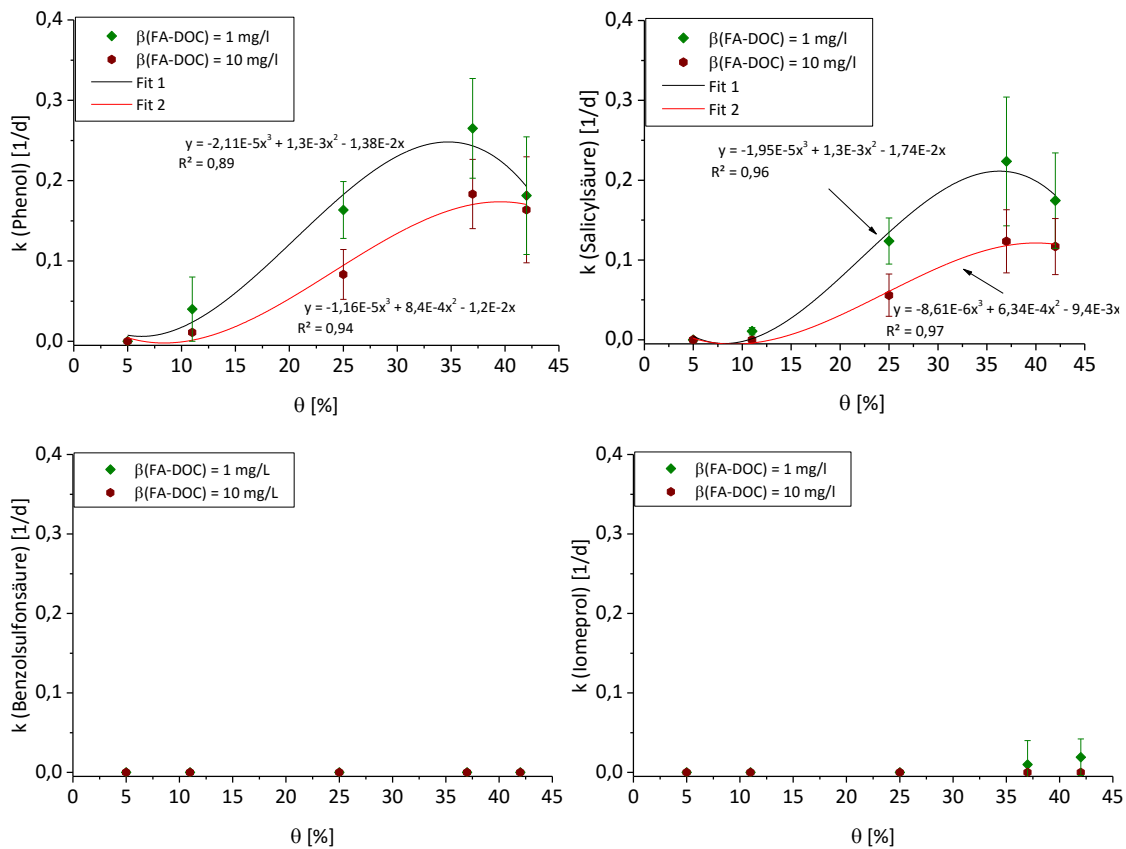 0,4
0,3
0,2
0,1
0,0
k (Phenol) [1/d]
β(FA-DOC) = 1 mg/l
β(FA-DOC) = 10 mg/l
Fit 1
Fit 2
y = -2,11E-5x³ + 1,3E-3x² - 1,38E-2x
R² = 0,89
y = -1,16E-5x³ + 8,4E-4x² - 1,2E-2x
R² = 0,94
0 5 10 15 20 25 30 35 40 45
θ [%]
0,4
0,3
0,2
0,1
0,0
k (Salicylsäure) [1/d]
β(FA-DOC) = 1 mg/l
β(FA-DOC) = 10 mg/l
Fit 1
Fit 2
y = -1,95E-5x³ + 1,3E-3x² - 1,74E-2x
R² = 0,96
y = -8,61E-6x³ + 6,34E-4x² - 9,4E-3x
R² = 0,97
0 5 10 15 20 25 30 35 40 45
θ [%]
0,4
0,3
0,2
0,1
0,0
k (Benzolsulfonsäure) [1/d]
β(FA-DOC) = 1 mg/L
β(FA-DOC) = 10 mg/L
0 5 10 15 20 25 30 35 40 45
θ [%]
0,4
0,3
0,2
0,1
0,0
k (Iomeprol) [1/d]
β(FA-DOC) = 1 mg/l
β(FA-DOC) = 10 mg/l
0 5 10 15 20 25 30 35 40 45
θ [%]